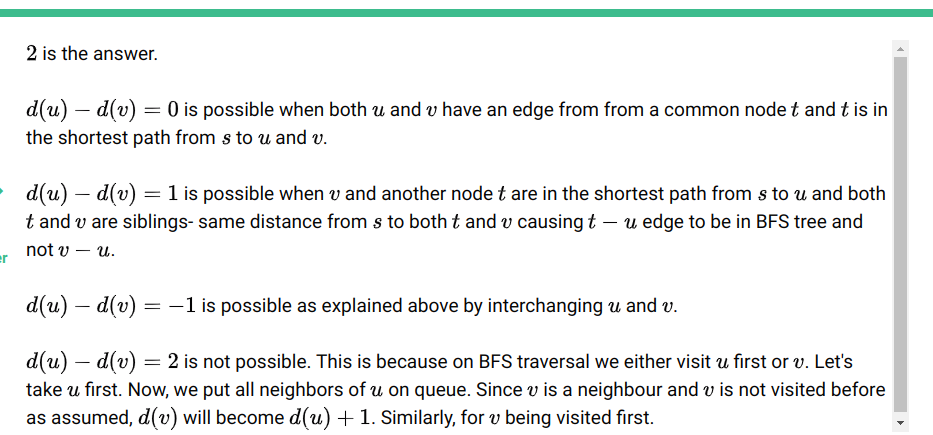 2 is the answer.
d(u) − d(v) = 0 is possible when both u and v have an edge from from a common node t and t is in
the shortest path from s to u and v.
d(u) − d(v) = 1 is possible when v and another node t are in the shortest path from s to u and both
t and v are siblings- same distance from s to both t and v causing t − u edge to be in BFS tree and
not v − u.
er
d(u) − d(v) = −1 is possible as explained above by interchanging u and v.
d(u) − d(v) = 2 is not possible. This is because on BFS traversal we either visit u first or v. Let's
take u first. Now, we put all neighbors of u on queue. Since v is a neighbour and v is not visited before
as assumed, d(v) will become d(u) + 1. Similarly, for v being visited first.